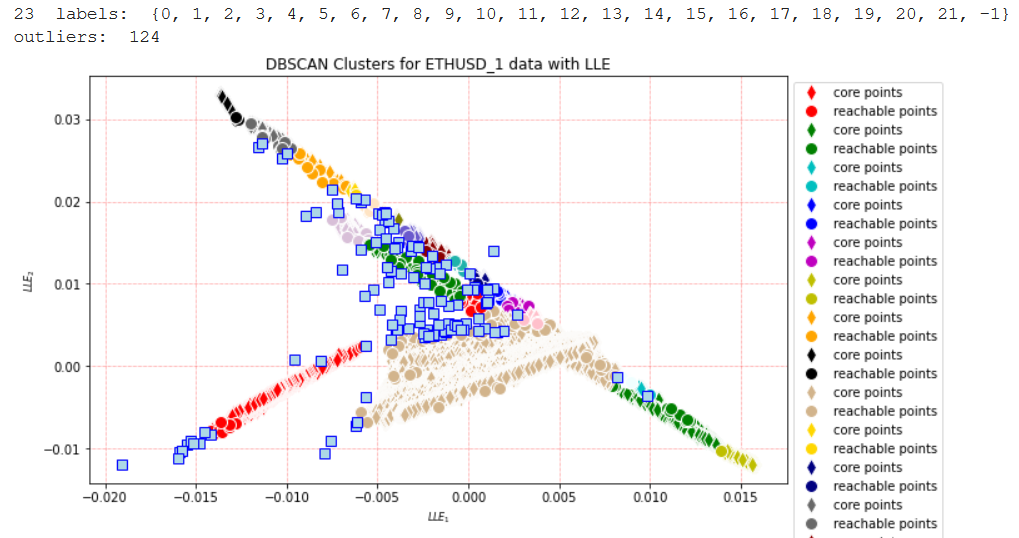 23 labels: {0, 1, 2, 3, 4, 5, 6, 7, 8, 9, 10, 11, 12, 13, 14, 15, 16, 17, 18, 19, 20, 21, -1}
outliers: 124
DBSCAN Clusters for ETHUSD_1 data with LLE
0.03
0.02
0.01
0.00
−0.01
LLE₂
−0.020 −0.015 −0.010 −0.005 0.000 0.005 0.010 0.015
LLE₁
core points
reachable points
core points
reachable points
core points
reachable points
core points
reachable points
core points
reachable points
core points
reachable points
core points
reachable points
core points
reachable points
core points
reachable points
core points
reachable points
core points
reachable points
core points
reachable points